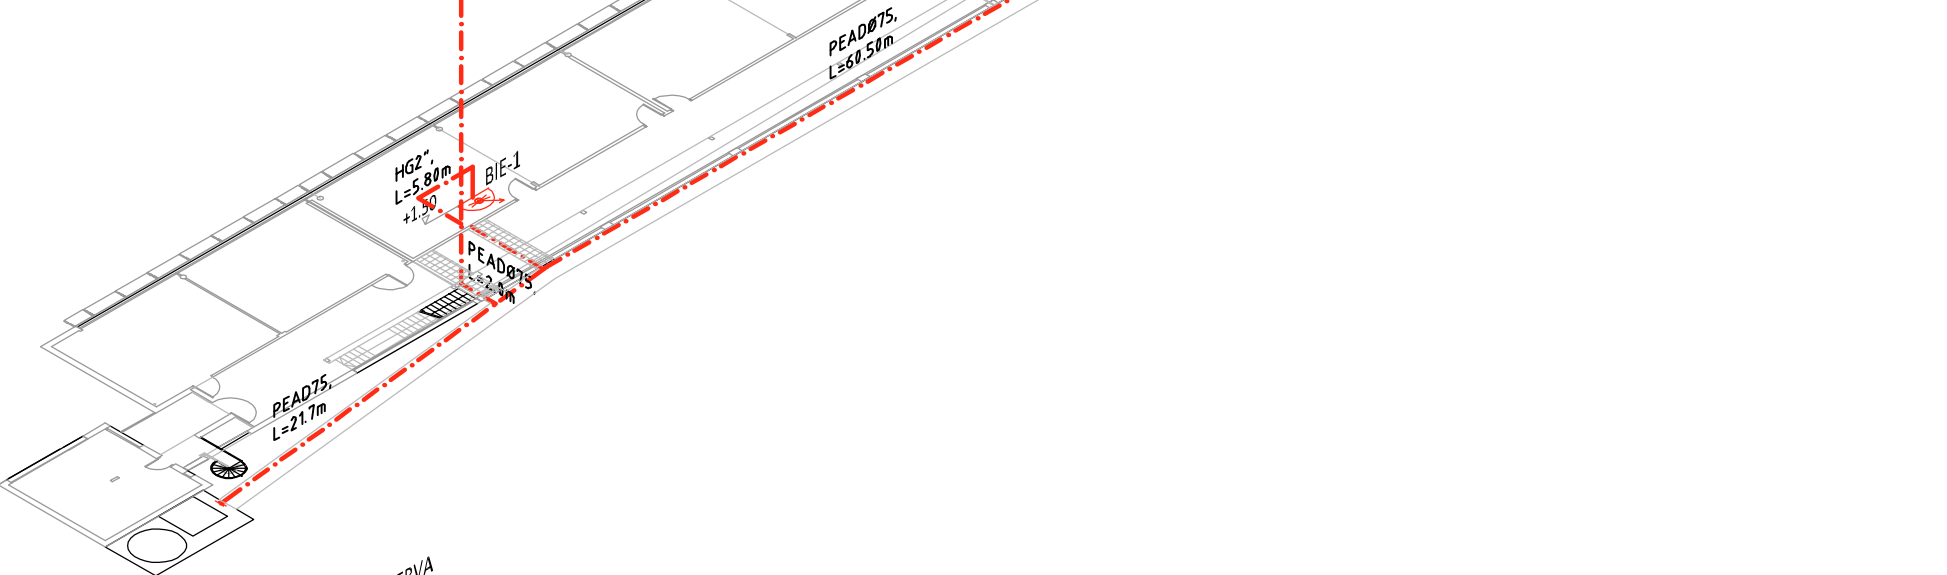 PEADØ75,
L=60.50m
HG2",
L=5.80m
+1.50
BIE-1
PEADØ75,
PEAD75,
L=21.7m